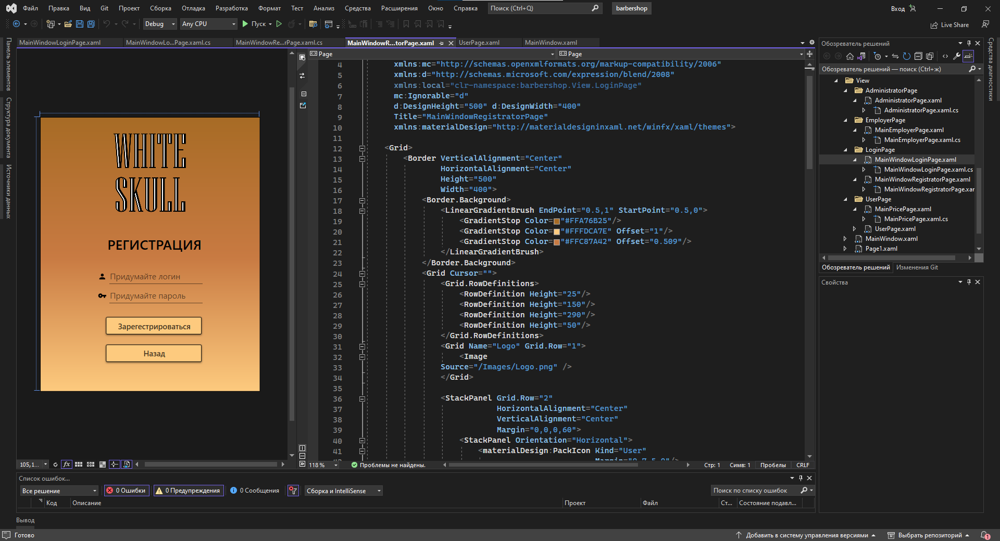 Файл Правка Вид Git Проект Сборка Отладка Разработка Формат Тест Анализ Средства Расширения Окно Справка Поиск (Ctrl+Q) barbershop Вход
Debug Any CPU Пуск Live Share
Панель элементов
Структура документа
Источники данных
MainWindowLoginPage.xaml MainWindowLo...Page.xaml.cs MainWindowRe...rPage.xaml.cs MainWindowR...torPage.xaml UserPage.xaml MainWindow.xaml
WHITE
SKULL
РЕГИСТРАЦИЯ
Придумайте логин
Придумайте пароль
Зарегестрироваться
Назад
105,1...
Page Page
4 xmlns:mc="http://schemas.openxmlformats.org/markup-compatibility/2006"
5 xmlns:d="http://schemas.microsoft.com/expression/blend/2008"
6 xmlns:local="clr-namespace:barbershop.View.LoginPage"
7 mc:Ignorable="d"
8 d:DesignHeight="500" d:DesignWidth="400"
9 Title="MainWindowRegistratorPage"
10 xmlns:materialDesign="http://materialdesigninxaml.net/winfx/xaml/themes">
11
12 <Grid>
13 <Border VerticalAlignment="Center"
14 HorizontalAlignment="Center"
15 Height="500"
16 Width="400">
17 <Border.Background>
18 <LinearGradientBrush EndPoint="0.5,1" StartPoint="0.5,0">
19 <GradientStop Color="#FFA76B25"/>
20 <GradientStop Color="#FFFDCA7E" Offset="1"/>
21 <GradientStop Color="#FFC87A42" Offset="0.509"/>
22 </LinearGradientBrush>
23 </Border.Background>
24 <Grid Cursor="">
25 <Grid.RowDefinitions>
26 <RowDefinition Height="25"/>
27 <RowDefinition Height="150"/>
28 <RowDefinition Height="290"/>
29 <RowDefinition Height="50"/>
30 </Grid.RowDefinitions>
31 <Grid Name="Logo" Grid.Row="1">
32 <Image
33 Source="/Images/Logo.png" />
34 </Grid>
35
36 <StackPanel Grid.Row="2"
37 HorizontalAlignment="Center"
38 VerticalAlignment="Center"
39 Margin="0,0,0,60">
40 <StackPanel Orientation="Horizontal">
41 <materialDesign:PackIcon Kind="User"
118 % Проблемы не найдены. Стр: 1 Симв: 1 Пробелы CRLF
Обозреватель решений
Обозреватель решений — поиск (Ctrl+ж)
View
AdministratorPage
AdministratorPage.xaml
AdministratorPage.xaml.cs
EmployerPage
MainEmployerPage.xaml
MainEmployerPage.xaml.cs
LoginPage
MainWindowLoginPage.xaml
MainWindowLoginPage.xaml.cs
MainWindowRegistratorPage.xaml
MainWindowRegistratorPage.xar
UserPage
MainPricePage.xaml
MainPricePage.xaml.cs
UserPage.xaml
MainWindow.xaml
Page1.xaml
Обозреватель решений Изменения Git
Свойства
Средства диагностики
Список ошибок...
Все решение 0 Ошибки 0 Предупреждения 0 Сообщения Сборка и IntelliSense Поиск по списку ошибок
Код Описание Проект Файл Ст... Состояние подавл...
Вывод
Готово Добавить в систему управления версиями Выбрать репозиторий 1